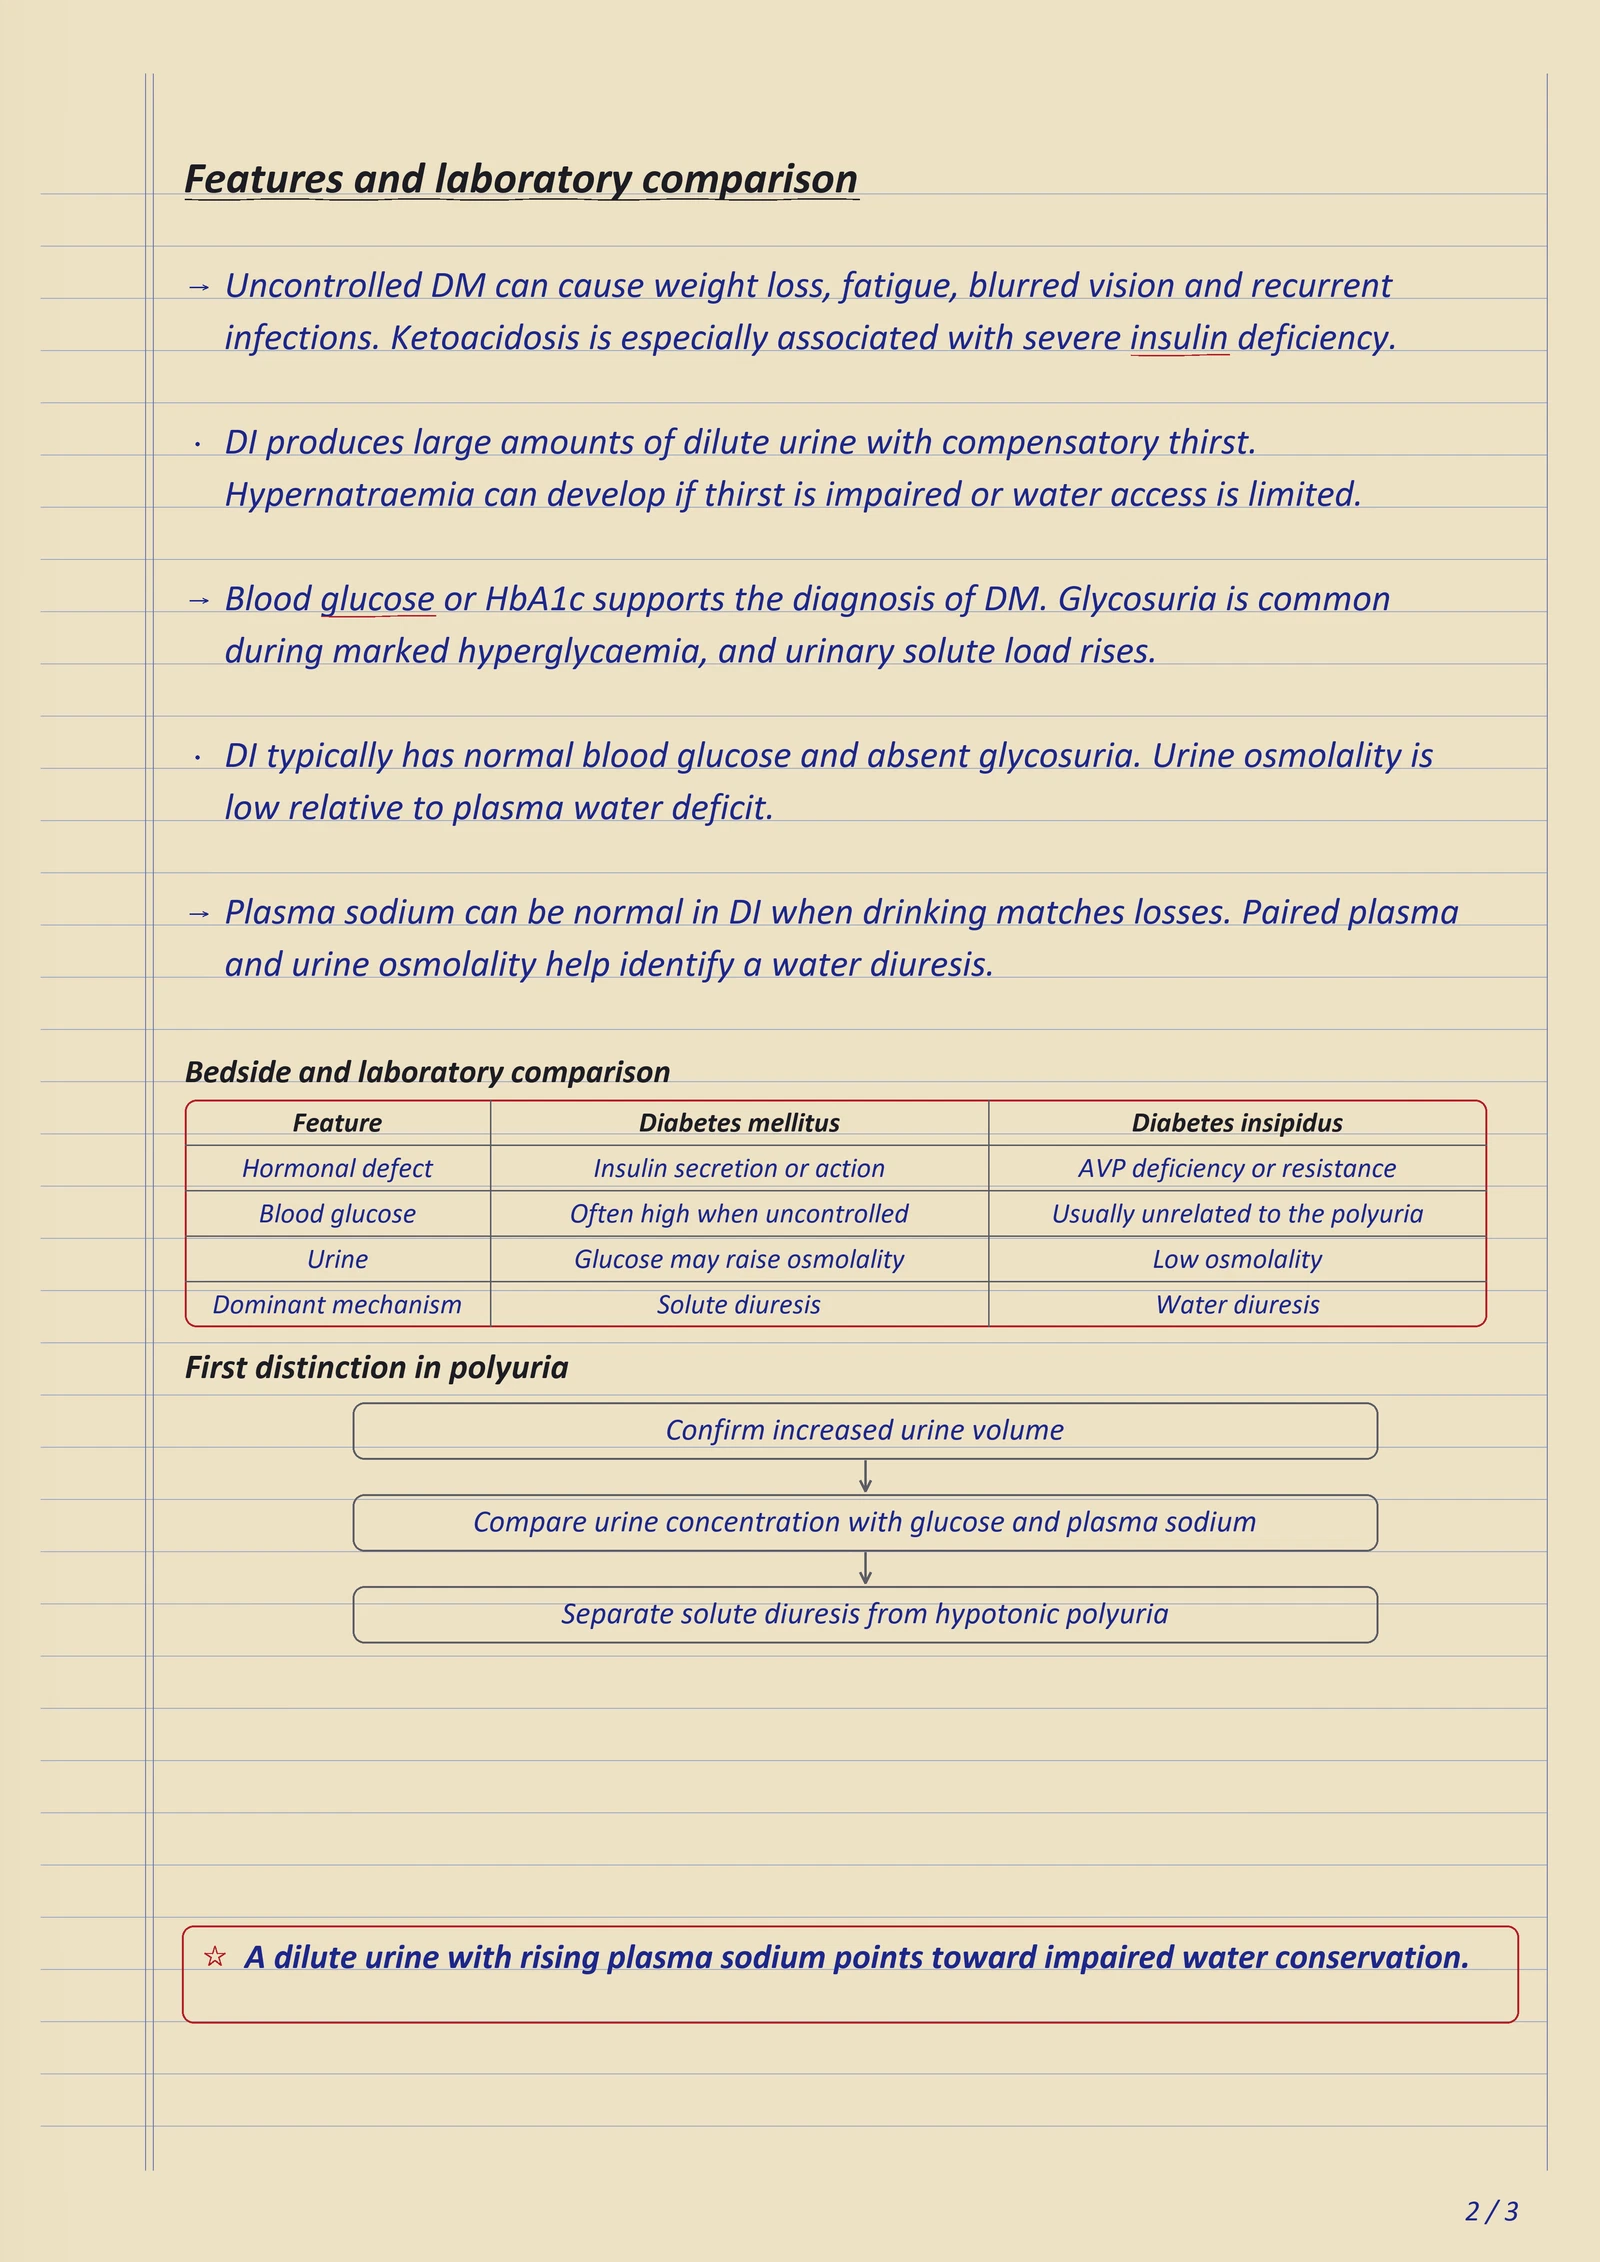 Features and laboratory comparison
→ Uncontrolled DM can cause weight loss, fatigue, blurred vision and recurrent
infections. Ketoacidosis is especially associated with severe insulin deficiency.
· DI produces large amounts of dilute urine with compensatory thirst.
Hypernatraemia can develop if thirst is impaired or water access is limited.
→ Blood glucose or HbA1c supports the diagnosis of DM. Glycosuria is common
during marked hyperglycaemia, and urinary solute load rises.
· DI typically has normal blood glucose and absent glycosuria. Urine osmolality is
low relative to plasma water deficit.
→ Plasma sodium can be normal in DI when drinking matches losses. Paired plasma
and urine osmolality help identify a water diuresis.
Bedside and laboratory comparison
Feature Diabetes mellitus Diabetes insipidus
Hormonal defect Insulin secretion or action AVP deficiency or resistance
Blood glucose Often high when uncontrolled Usually unrelated to the polyuria
Urine Glucose may raise osmolality Low osmolality
Dominant mechanism Solute diuresis Water diuresis
First distinction in polyuria
Confirm increased urine volume
Compare urine concentration with glucose and plasma sodium
Separate solute diuresis from hypotonic polyuria
☆ A dilute urine with rising plasma sodium points toward impaired water conservation.
2 / 3